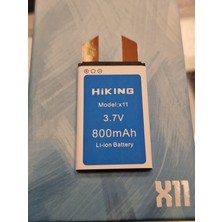 HiKING
Model:x11
3.7V
800mAh
Li-ion Battery
X11